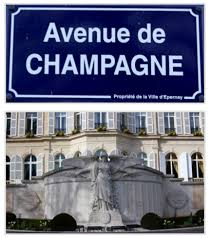 Avenue de
CHAMPAGNE
Propriété de la Ville d'Epernay